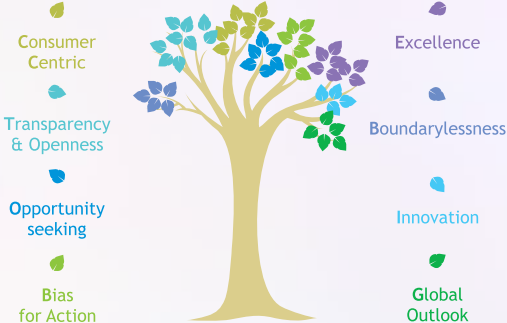 Consumer
Centric
Transparency
& Openness
Opportunity
seeking
Bias
for Action
Excellence
Boundarylessness
Innovation
Global
Outlook